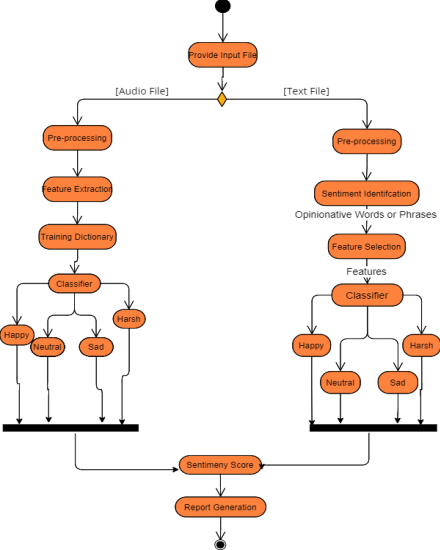 Provide Input File
[Audio File]
[Text File]
Pre-processing
Feature Extraction
Training Dictionary
Classifier
Happy
Neutral
Sad
Harsh
Pre-processing
Sentiment Identifcation
Opinionative Words or Phrases
Feature Selection
Features
Classifier
Happy
Neutral
Sad
Harsh
Sentimeny Score
Report Generation